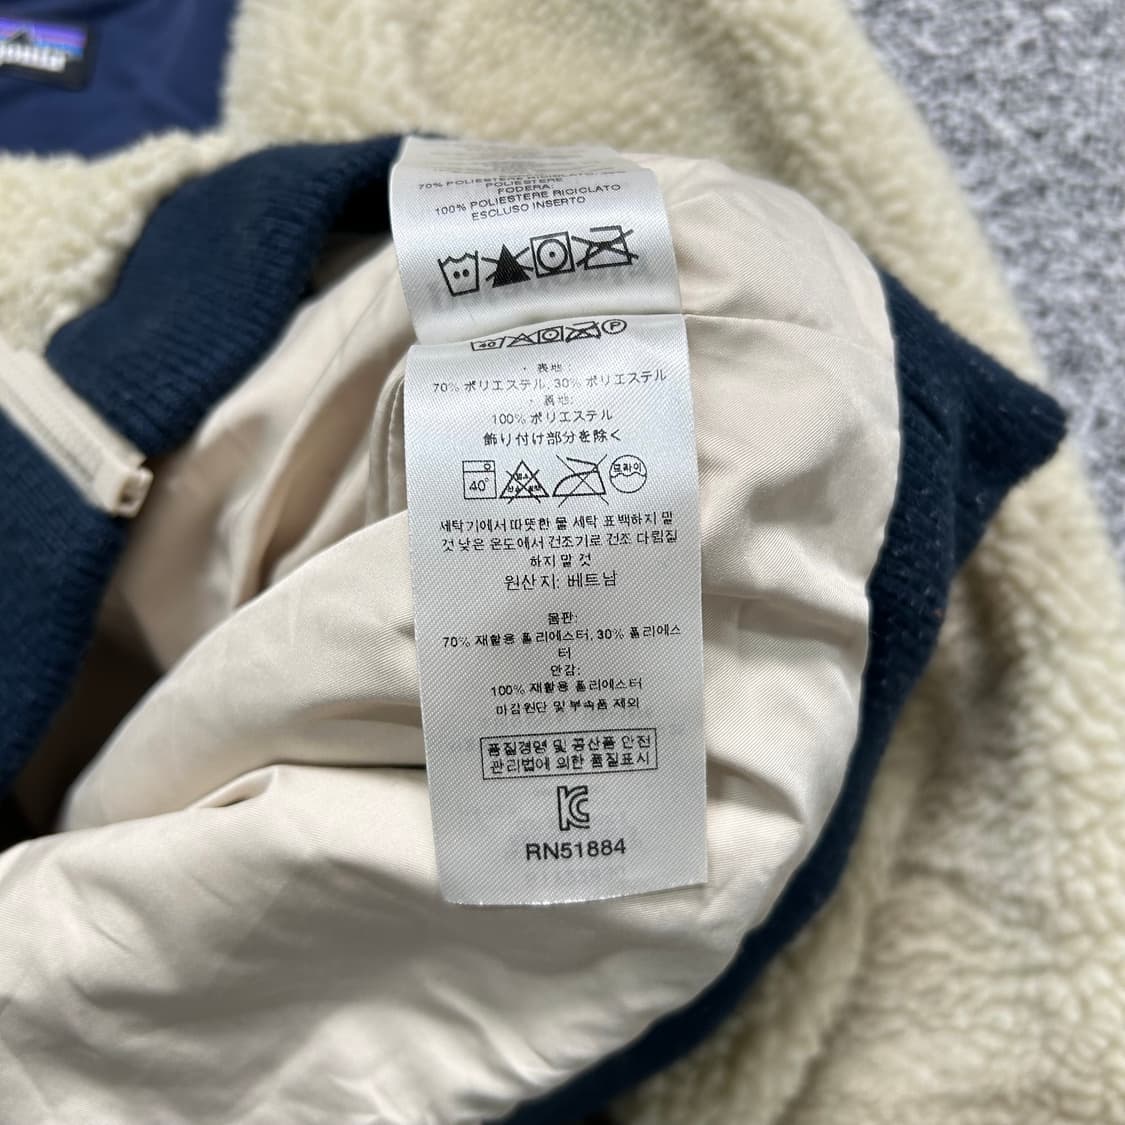 70% POLIESTERE
POLIESTERE
FODERA:
100% POLIESTERE RICICLATO
ESCLUSO INSERTO
40 P
・表地:
70% ポリエステル, 30% ポリエステル
・裏地:
100% ポリエステル
飾り付け部分を除く
40° 드라이
세탁기에서 따뜻한 물 세탁 표백하지 말
것 낮은 온도에서 건조기로 건조 다림질
하지 말 것
원산지: 베트남
몸판:
70% 재활용 폴리에스터, 30% 폴리에스
터
안감:
100% 재활용 폴리에스터
마감원단 및 부속품 제외
품질경영 및 공산품 안전
관리법에 의한 품질표시
RN51884